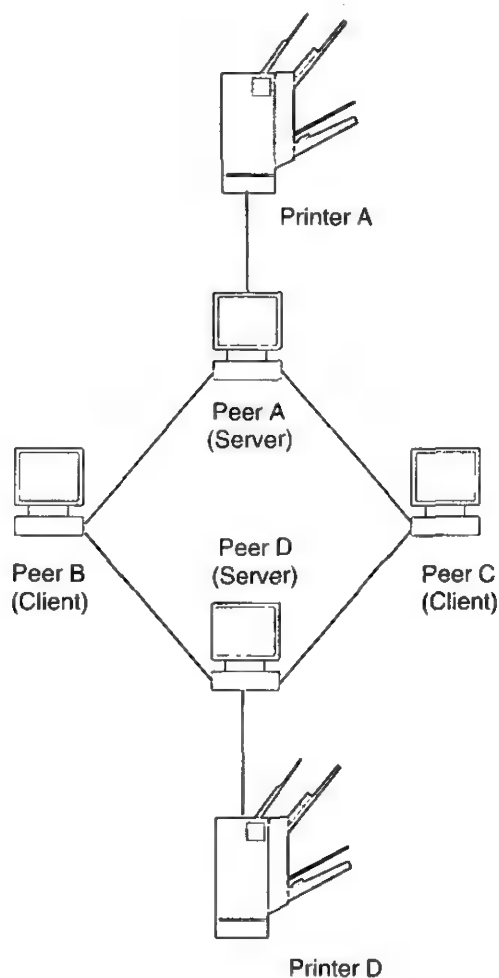 Printer A
Peer A
(Server)
Peer B
(Client)
Peer D
(Server)
Peer C
(Client)
Printer D